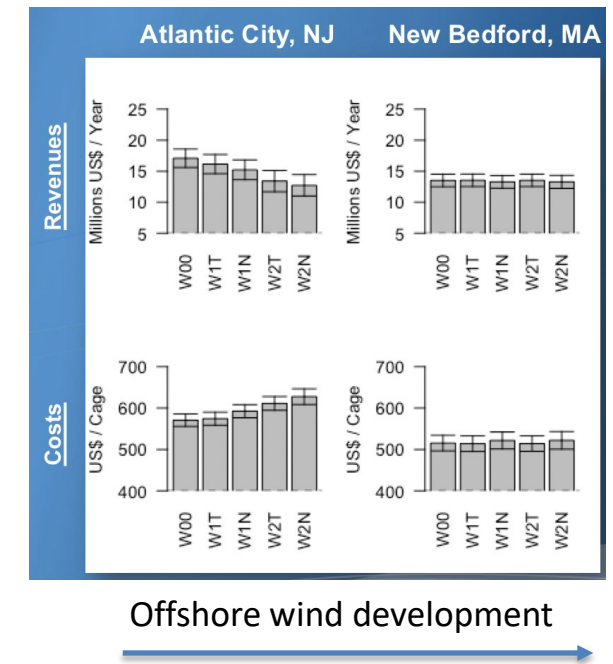 Atlantic City, NJ New Bedford, MA
Revenues
Millions US$ / Year
25
20
15
10
5
W00 W1T W1N W2T W2N
Millions US$ / Year
25
20
15
10
5
W00 W1T W1N W2T W2N
Costs
US$ / Cage
700
600
500
400
W00 W1T W1N W2T W2N
US$ / Cage
700
600
500
400
W00 W1T W1N W2T W2N
Offshore wind development